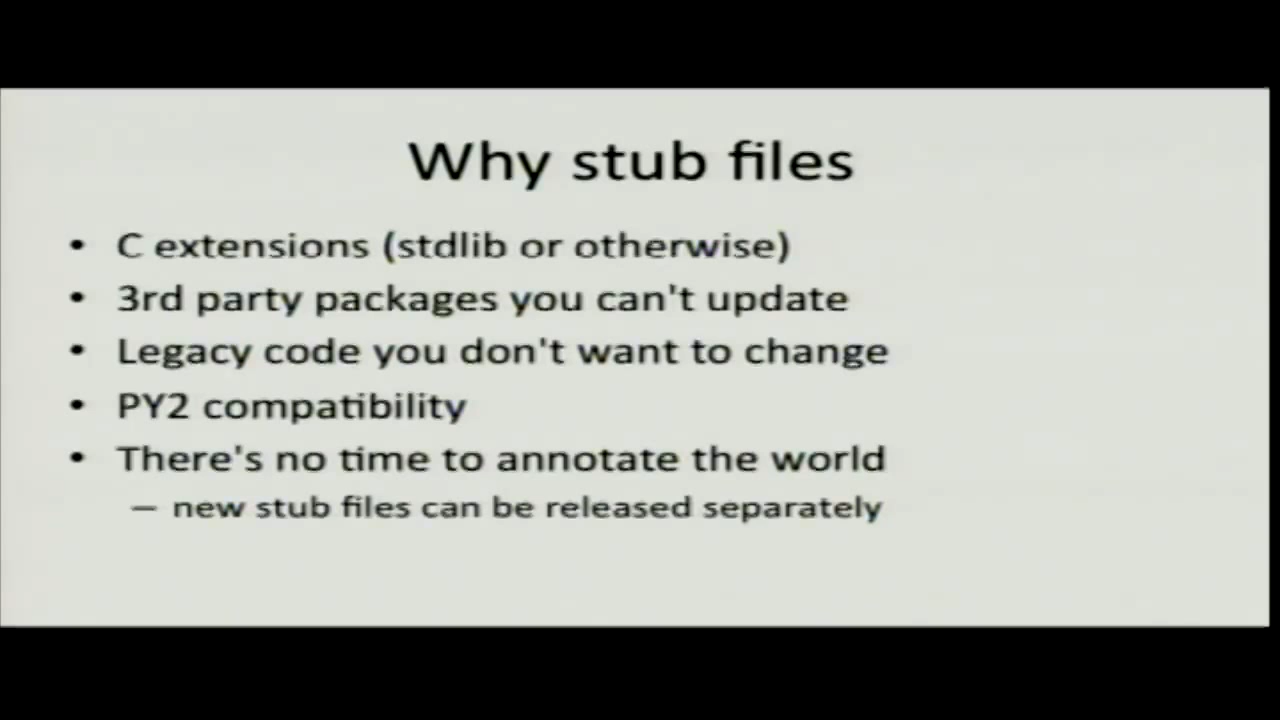 Why stub files
• C extensions (stdlib or otherwise)
• 3rd party packages you can't update
• Legacy code you don't want to change
• PY2 compatibility
• There's no time to annotate the world
– new stub files can be released separately